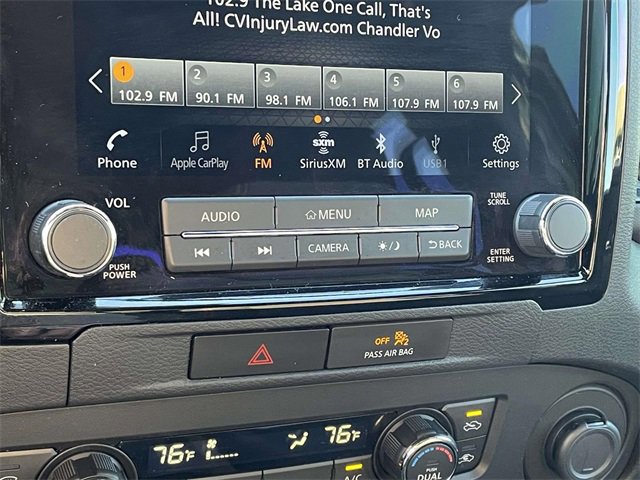 102.9 The Lake One Call, That's
All! CVInjuryLaw.com Chandler Vo
1 2 3 4 5 6
102.9 FM 90.1 FM 98.1 FM 106.1 FM 107.9 FM 107.9 FM
sxm
Phone Apple CarPlay FM SiriusXM BT Audio USB1 Settings
VOL
AUDIO MENU MAP
TUNE
SCROLL
CAMERA BACK
PUSH
POWER
ENTER
SETTING
OFF 2
PASS AIR BAG
76°F 76°F
A/C
PUSH
DUAL